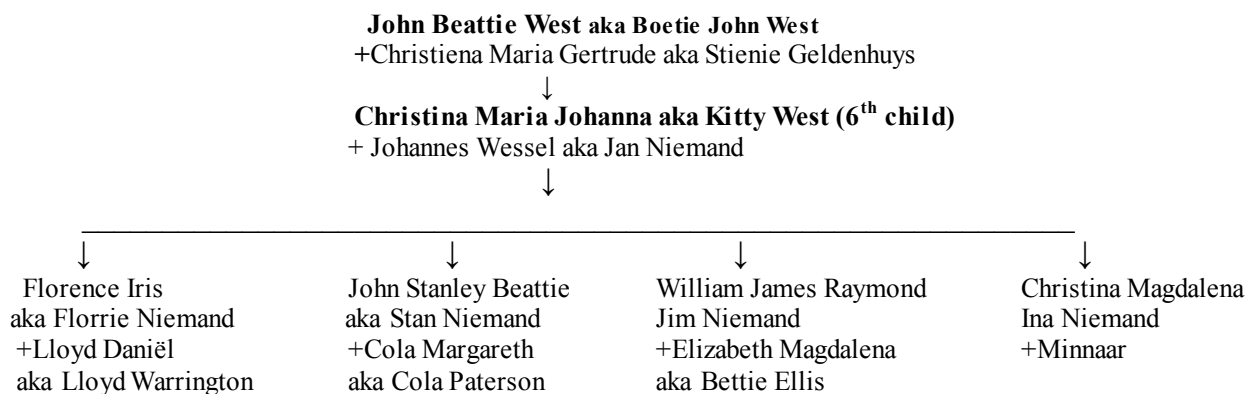 John Beattie West aka Boetie John West
+Christiena Maria Gertrude aka Stienie Geldenhuys
↓
Christina Maria Johanna aka Kitty West (6th child)
+ Johannes Wessel aka Jan Niemand
↓
↓ ↓ ↓ ↓
Florence Iris John Stanley Beattie William James Raymond Christina Magdalena
aka Florrie Niemand aka Stan Niemand Jim Niemand Ina Niemand
+Lloyd Daniël +Cola Margareth +Elizabeth Magdalena +Minnaar
aka Lloyd Warrington aka Cola Paterson aka Bettie Ellis